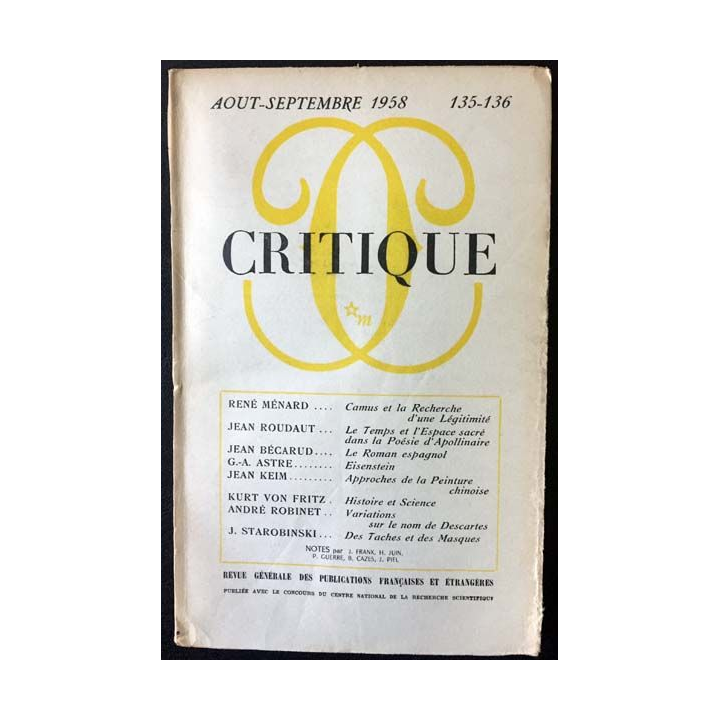 AOUT-SEPTEMBRE 1958 135-136
CRITIQUE
m
RENÉ MÉNARD .... Camus et la Recherche
d'une Légitimité
JEAN ROUDAUT ... Le Temps et l'Espace sacré
dans la Poésie d'Apollinaire
JEAN BÉCARUD .... Le Roman espagnol
G.-A. ASTRE ........ Eisenstein
JEAN KEIM ......... Approches de la Peinture
chinoise
KURT VON FRITZ . Histoire et Science
ANDRÉ ROBINET .. Variations
sur le nom de Descartes
J. STAROBINSKI ... Des Taches et des Masques
NOTES par J. FRANK, H. JUIN,
P. GUERRE, B. CAZES, J. PIEL
REVUE GÉNÉRALE DES PUBLICATIONS FRANÇAISES ET ÉTRANGÈRES
PUBLIÉE AVEC LE CONCOURS DU CENTRE NATIONAL DE LA RECHERCHE SCIENTIFIQUE